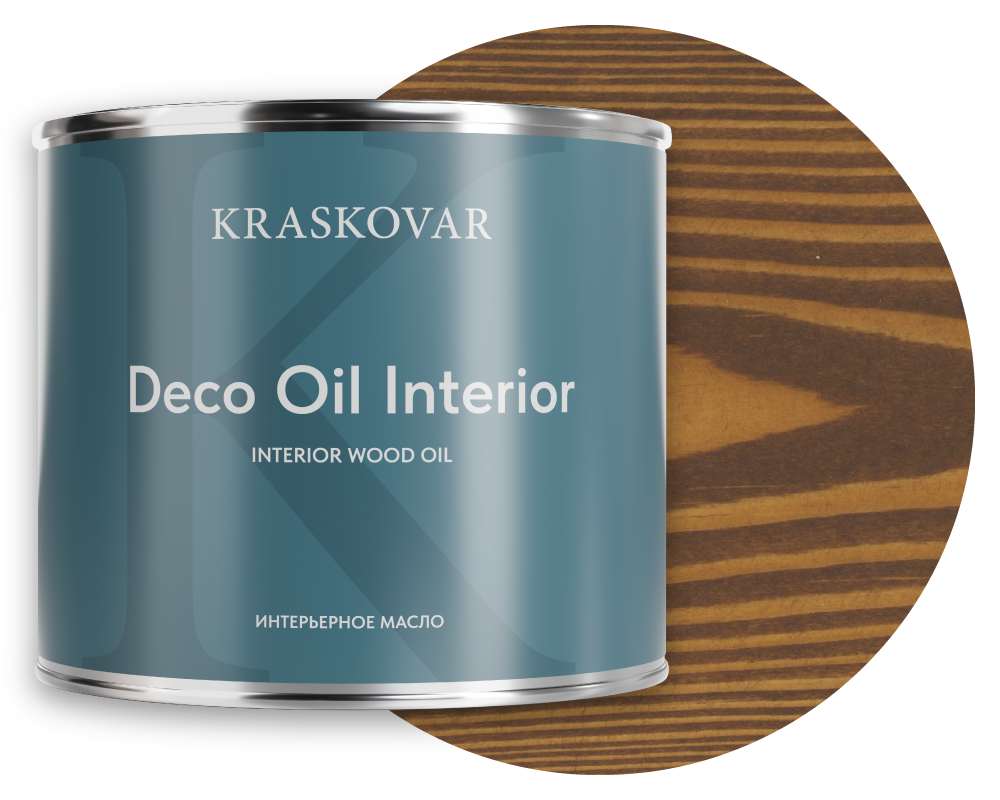 KRASKOVAR
Deco Oil Interior
INTERIOR WOOD OIL
ИНТЕРЬЕРНОЕ МАСЛО